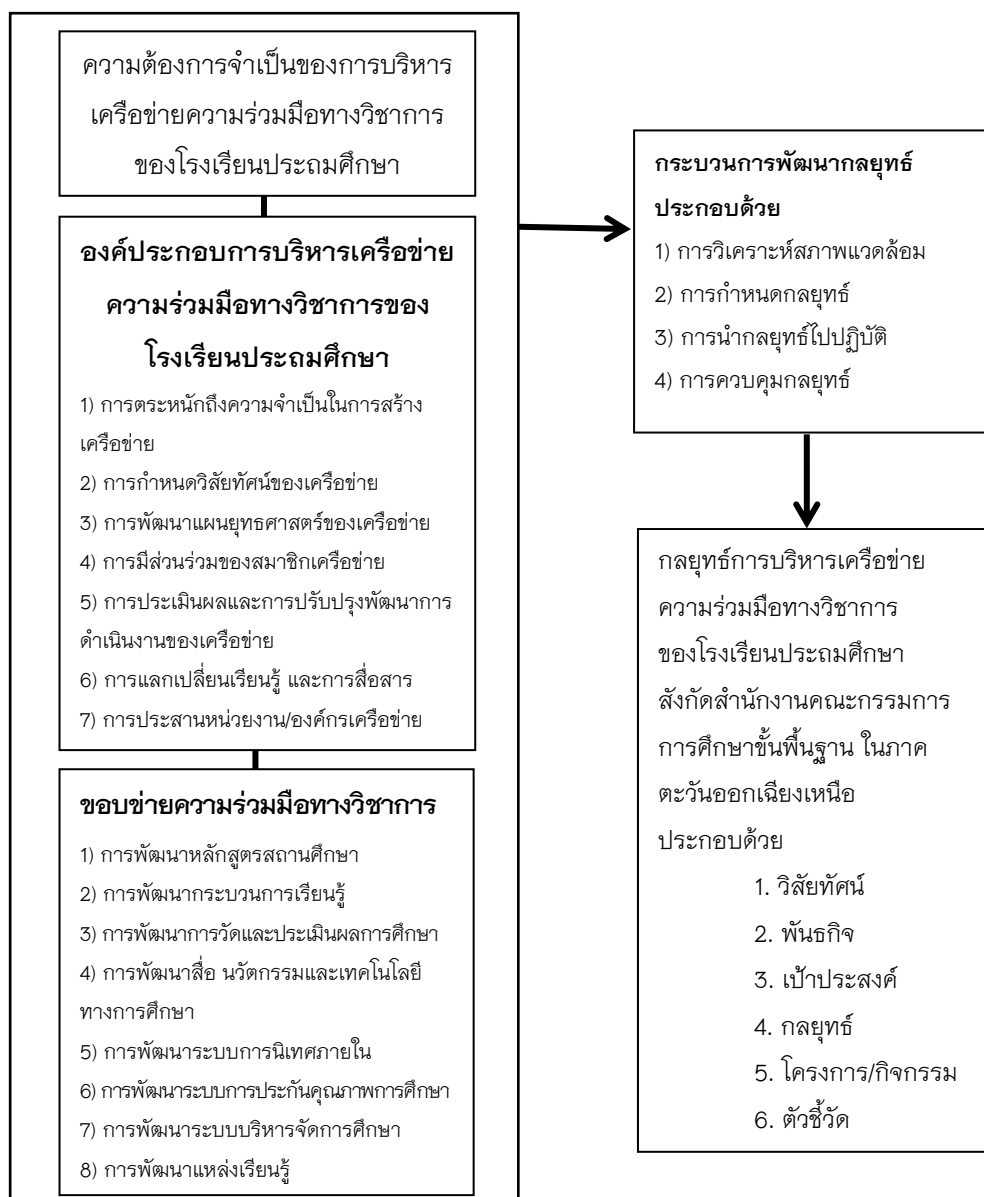 ความต้องการจำเป็นของการบริหาร
เครือข่ายความร่วมมือทางวิชาการ
ของโรงเรียนประถมศึกษา
องค์ประกอบการบริหารเครือข่าย
ความร่วมมือทางวิชาการของ
โรงเรียนประถมศึกษา
1) การตระหนักถึงความจำเป็นในการสร้าง
เครือข่าย
2) การกำหนดวิสัยทัศน์ของเครือข่าย
3) การพัฒนาแผนยุทธศาสตร์ของเครือข่าย
4) การมีส่วนร่วมของสมาชิกเครือข่าย
5) การประเมินผลและการปรับปรุงพัฒนาการ
ดำเนินงานของเครือข่าย
6) การแลกเปลี่ยนเรียนรู้ และการสื่อสาร
7) การประสานหน่วยงาน/องค์กรเครือข่าย
ขอบข่ายความร่วมมือทางวิชาการ
1) การพัฒนาหลักสูตรสถานศึกษา
2) การพัฒนากระบวนการเรียนรู้
3) การพัฒนาการวัดและประเมินผลการศึกษา
4) การพัฒนาสื่อ นวัตกรรมและเทคโนโลยี
ทางการศึกษา
5) การพัฒนาระบบการนิเทศภายใน
6) การพัฒนาระบบการประกันคุณภาพการศึกษา
7) การพัฒนาระบบบริหารจัดการศึกษา
8) การพัฒนาแหล่งเรียนรู้
กระบวนการพัฒนากลยุทธ์
ประกอบด้วย
1) การวิเคราะห์สภาพแวดล้อม
2) การกำหนดกลยุทธ์
3) การนำกลยุทธ์ไปปฏิบัติ
4) การควบคุมกลยุทธ์
กลยุทธ์การบริหารเครือข่าย
ความร่วมมือทางวิชาการ
ของโรงเรียนประถมศึกษา
สังกัดสำนักงานคณะกรรมการ
การศึกษาขั้นพื้นฐาน ในภาค
ตะวันออกเฉียงเหนือ
ประกอบด้วย
1. วิสัยทัศน์
2. พันธกิจ
3. เป้าประสงค์
4. กลยุทธ์
5. โครงการ/กิจกรรม
6. ตัวชี้วัด